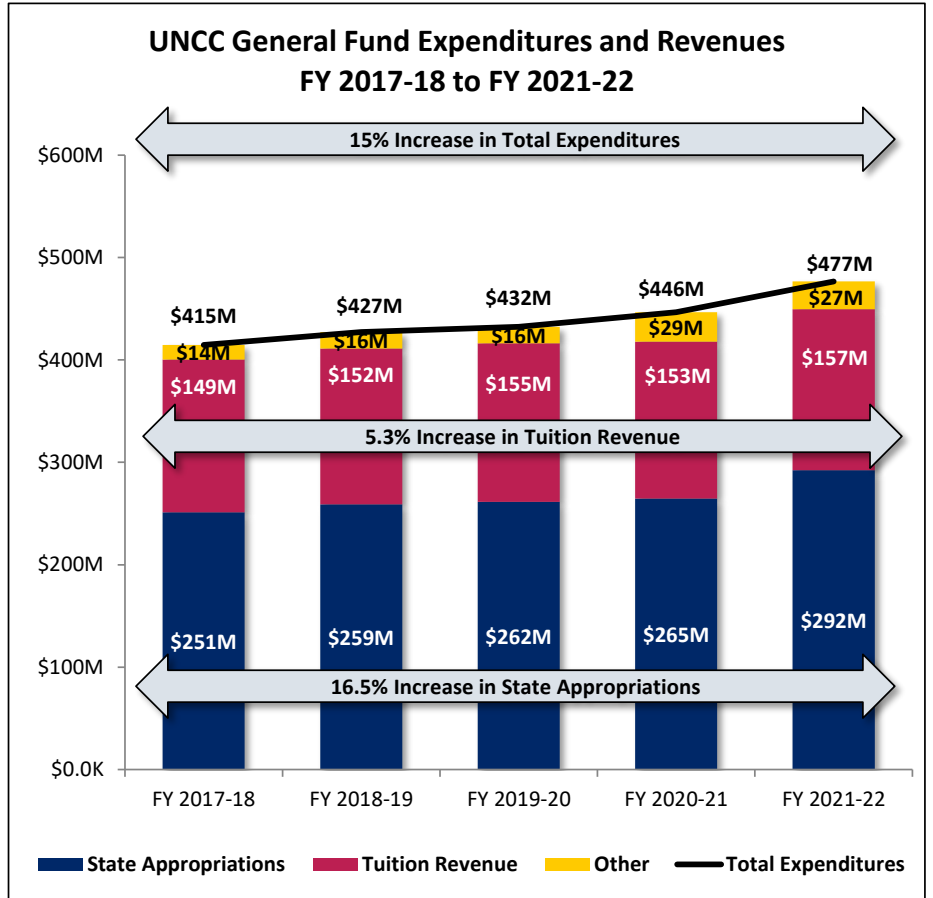 UNCC General Fund Expenditures and Revenues
FY 2017-18 to FY 2021-22
15% Increase in Total Expenditures
$600M
$500M
$477M
$446M
$427M
$432M
$415M
$27M
$29M
$16M
$16M
$14M
$400M
$149M
$152M
$155M
$153M
$157M
5.3% Increase in Tuition Revenue
$300M
$200M
$251M
$259M
$262M
$265M
$292M
$100M
16.5% Increase in State Appropriations
$0.0K
FY 2017-18
FY 2018-19
FY 2019-20
FY 2020-21
FY 2021-22
State Appropriations
Tuition Revenue
Other
Total Expenditures